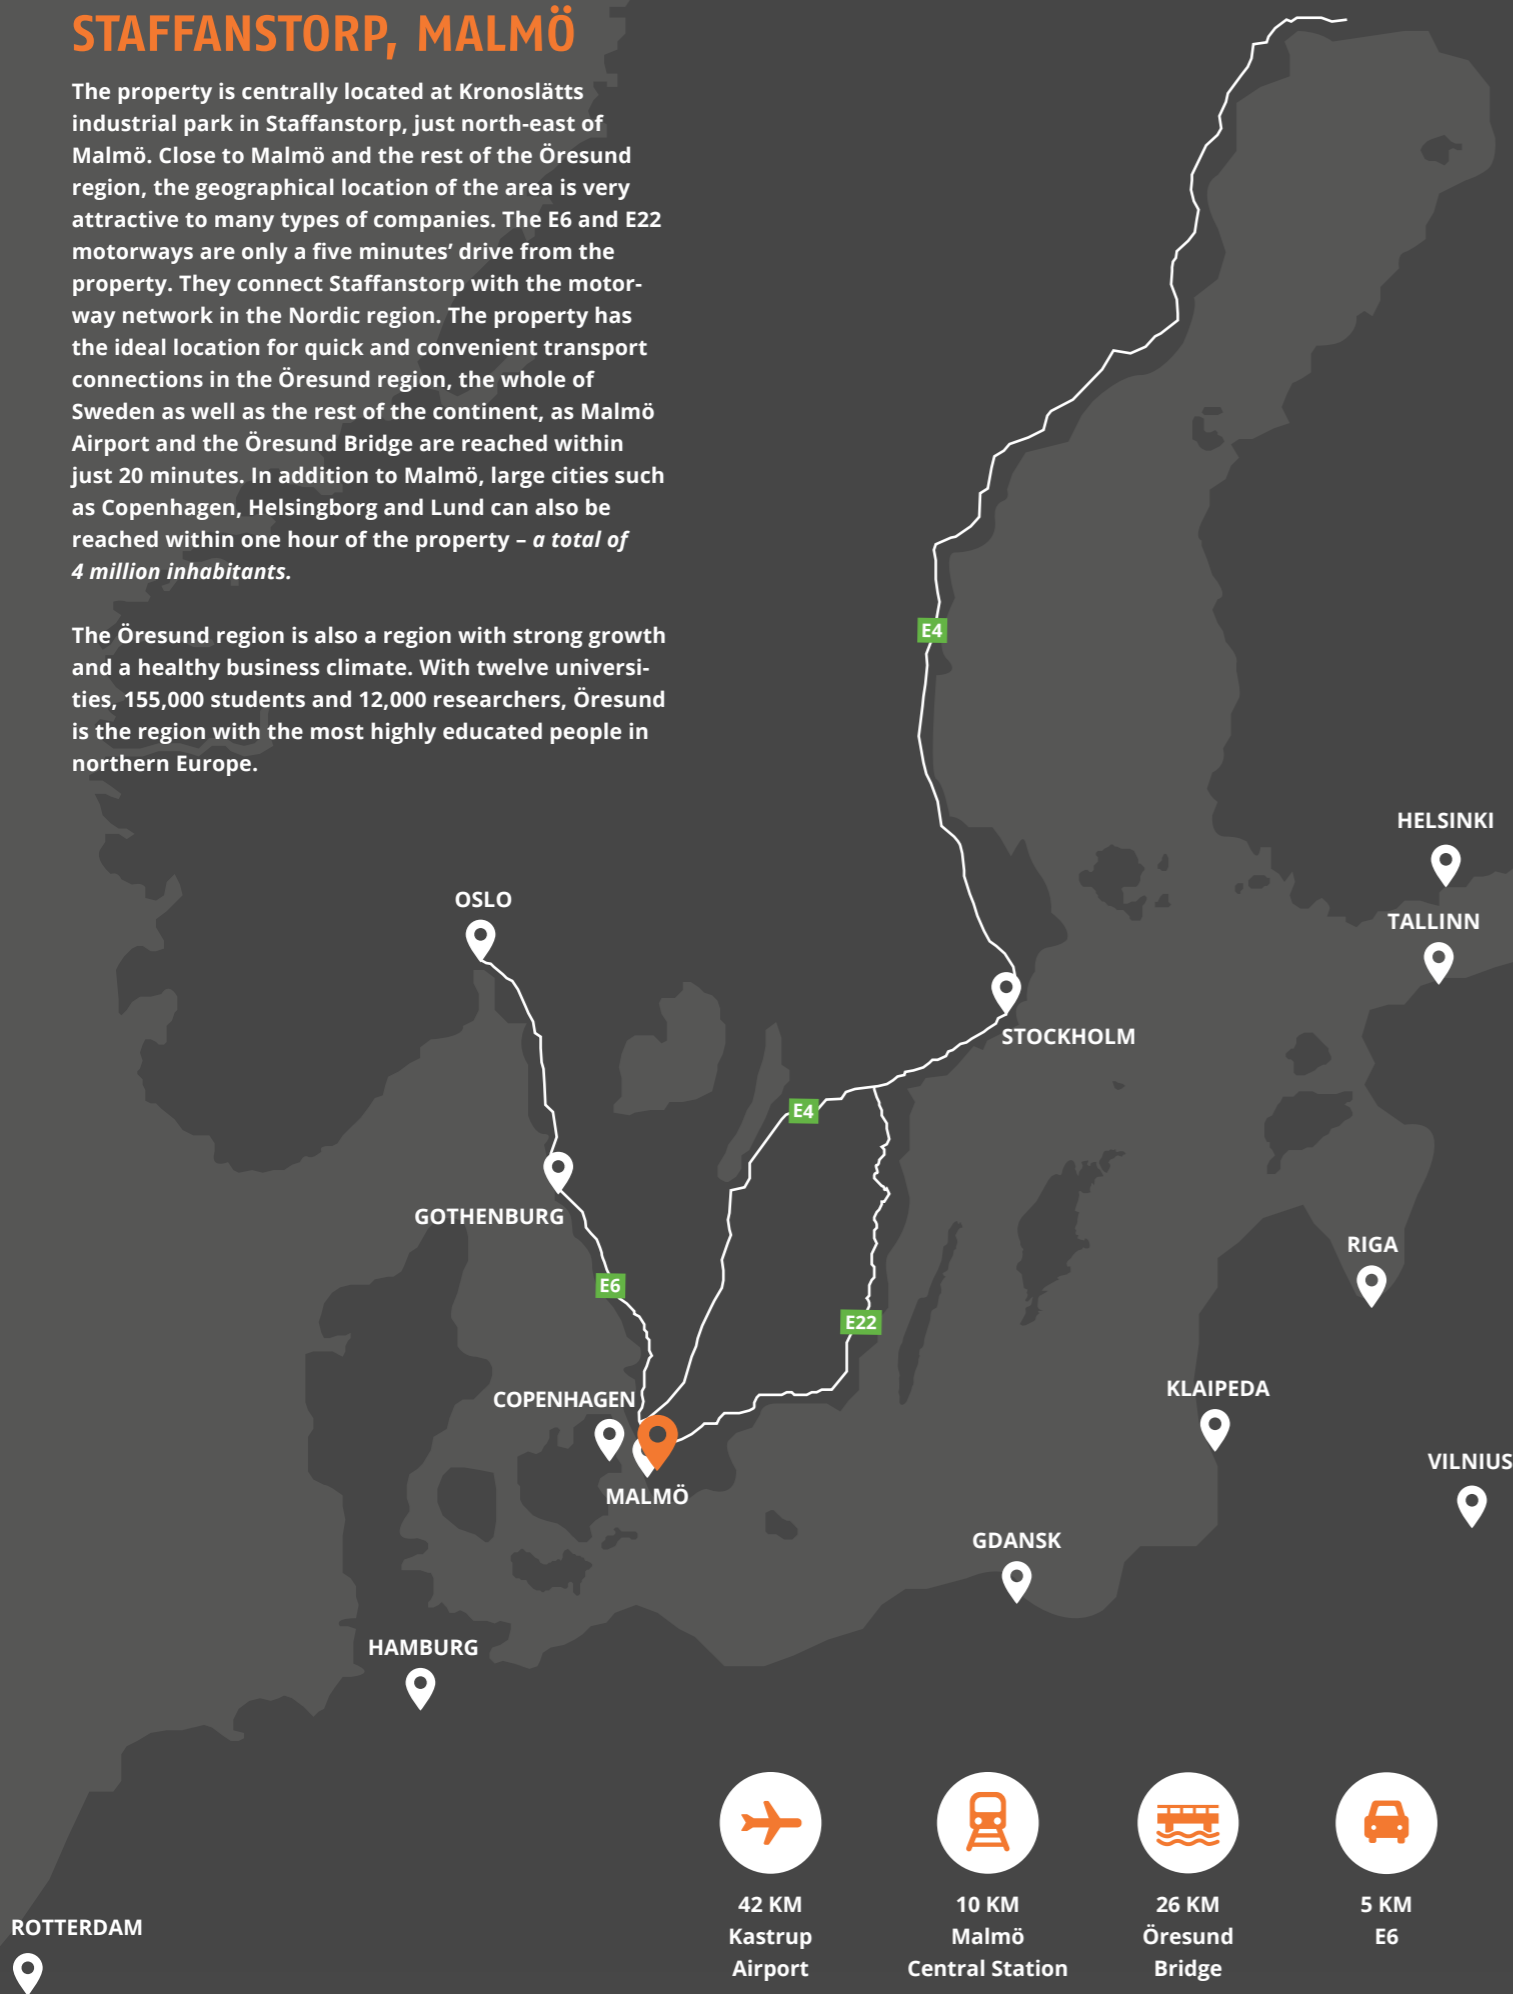 STAFFANSTORP, MALMÖ
The property is centrally located at Kronoslätts
industrial park in Staffanstorp, just north-east of
Malmö. Close to Malmö and the rest of the Öresund
region, the geographical location of the area is very
attractive to many types of companies. The E6 and E22
motorways are only a five minutes’ drive from the
property. They connect Staffanstorp with the motor-
way network in the Nordic region. The property has
the ideal location for quick and convenient transport
connections in the Öresund region, the whole of
Sweden as well as the rest of the continent, as Malmö
Airport and the Öresund Bridge are reached within
just 20 minutes. In addition to Malmö, large cities such
as Copenhagen, Helsingborg and Lund can also be
reached within one hour of the property – a total of
4 million inhabitants.
The Öresund region is also a region with strong growth
and a healthy business climate. With twelve universi-
ties, 155,000 students and 12,000 researchers, Öresund
is the region with the most highly educated people in
northern Europe.
E4
HELSINKI
OSLO
TALLINN
STOCKHOLM
E4
GOTHENBURG
RIGA
E6
E22
KLAIPEDA
COPENHAGEN
VILNIUS
MALMÖ
GDANSK
HAMBURG
ROTTERDAM
42 KM
Kastrup
Airport
10 KM
Malmö
Central Station
26 KM
Öresund
Bridge
5 KM
E6